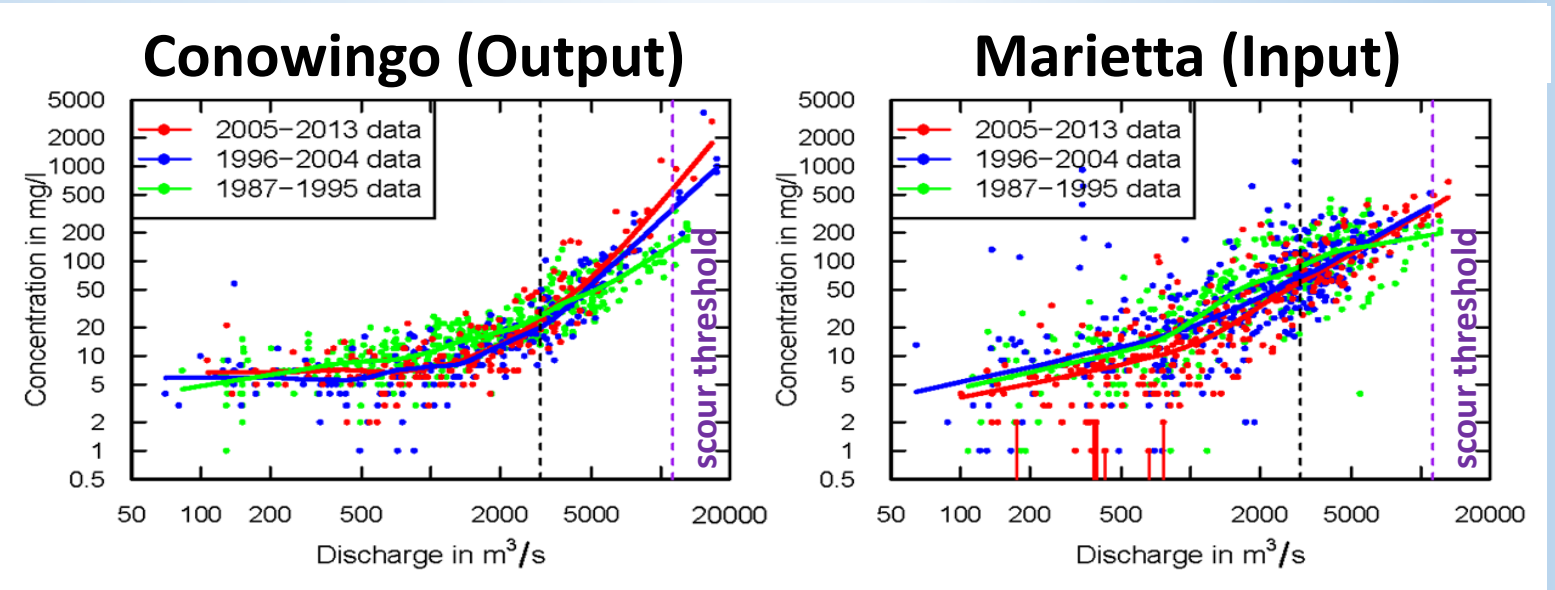 Conowingo (Output)
5000
2000
1000
500
200
100
50
20
10
5
2
1
0.5
Concentration in mg/l
2005−2013 data
1996−2004 data
1987−1995 data
scour threshold
50 100 200 500 2000 5000 20000
Discharge in m³/s
Marietta (Input)
5000
2000
1000
500
200
100
50
20
10
5
2
1
0.5
Concentration in mg/l
2005−2013 data
1996−2004 data
1987−1995 data
scour threshold
50 100 200 500 2000 5000 20000
Discharge in m³/s